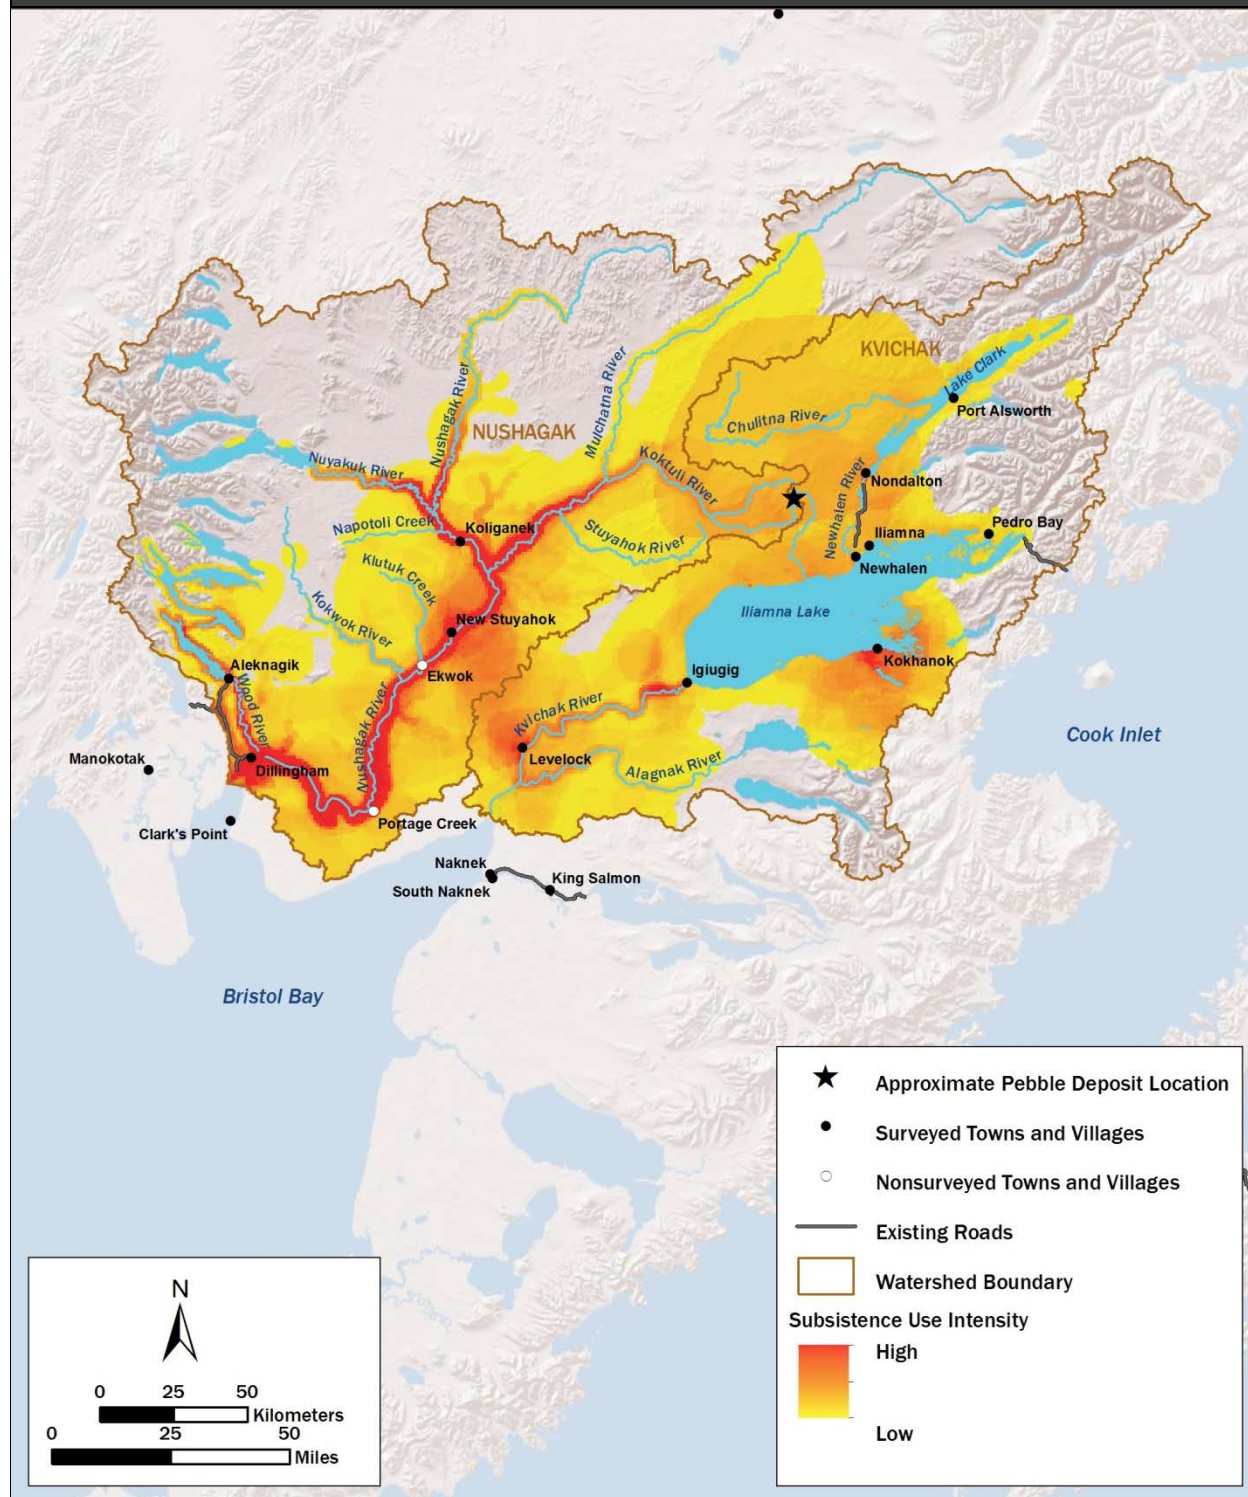 KVICHAK
Lake Clark
Port Alsworth
Chulitna River
Mulchatna River
Nushagak River
NUSHAGAK
Nuyakuk River
Koktuli River
Nondalton
Newhalen River
Napotoli Creek
Koliganek
Stuyahok River
Iliamna
Pedro Bay
Newhalen
Klutuk Creek
Kokwok River
New Stuyahok
Iliamna Lake
Ekwok
Kokhanok
Igiugig
Aleknagik
Wood River
Nushagak River
Kvichak River
Levelock
Alagnak River
Cook Inlet
Manokotak
Dillingham
Portage Creek
Clark's Point
Naknek
South Naknek
King Salmon
Bristol Bay
Approximate Pebble Deposit Location
Surveyed Towns and Villages
Nonsurveyed Towns and Villages
Existing Roads
Watershed Boundary
Subsistence Use Intensity
High
Low
N
0 25 50
Kilometers
0 25 50
Miles